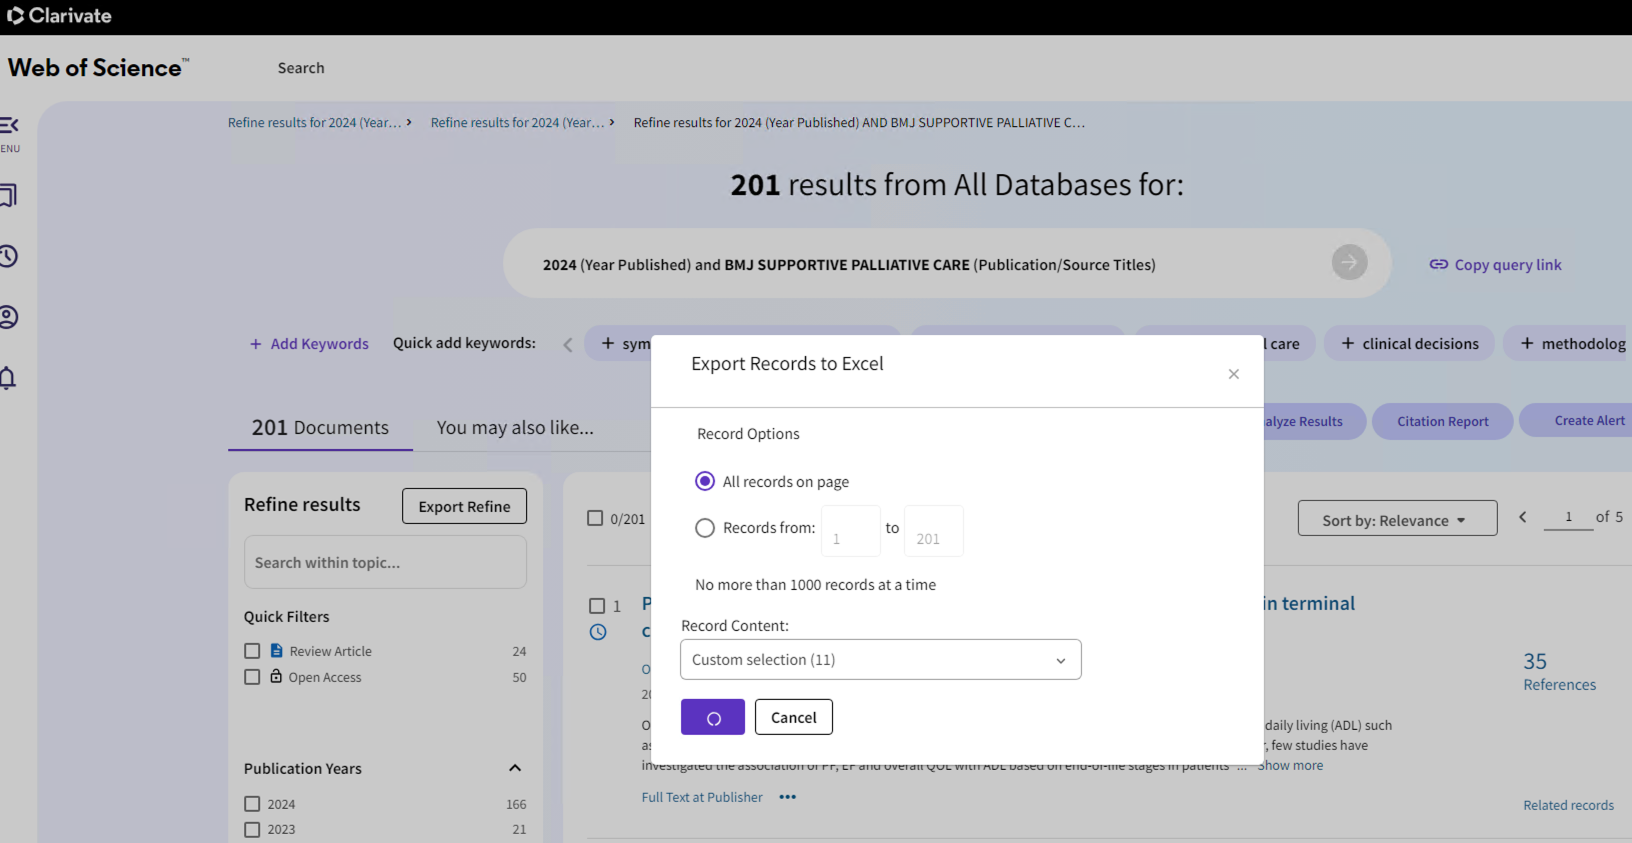 Clarivate
Web of Science™
Search
Refine results for 2024 (Year... > Refine results for 2024 (Year... > Refine results for 2024 (Year Published) AND BMJ SUPPORTIVE PALLIATIVE C...
ENU
201 results from All Databases for:
2024 (Year Published) and BMJ SUPPORTIVE PALLIATIVE CARE (Publication/Source Titles)
Copy query link
+ Add Keywords
Quick add keywords:
+ sym
l care
+ clinical decisions
+ methodolog
Export Records to Excel
×
201 Documents
You may also like...
alyze Results
Citation Report
Create Alert
Record Options
All records on page
Records from: 1 to 201
No more than 1000 records at a time
Record Content:
Custom selection (11)
Cancel
Refine results
Export Refine
Search within topic...
Quick Filters
Review Article 24
Open Access 50
Publication Years
2024 166
2023 21
0/201
Sort by: Relevance
1 of 5
1
P
in terminal
c
O
20
O
daily living (ADL) such
as
, few studies have
investigated the association of PF, EF and overall QOL with ADL based on end-of-life stages in patients ... Show more
Full Text at Publisher •••
35
References
Related records